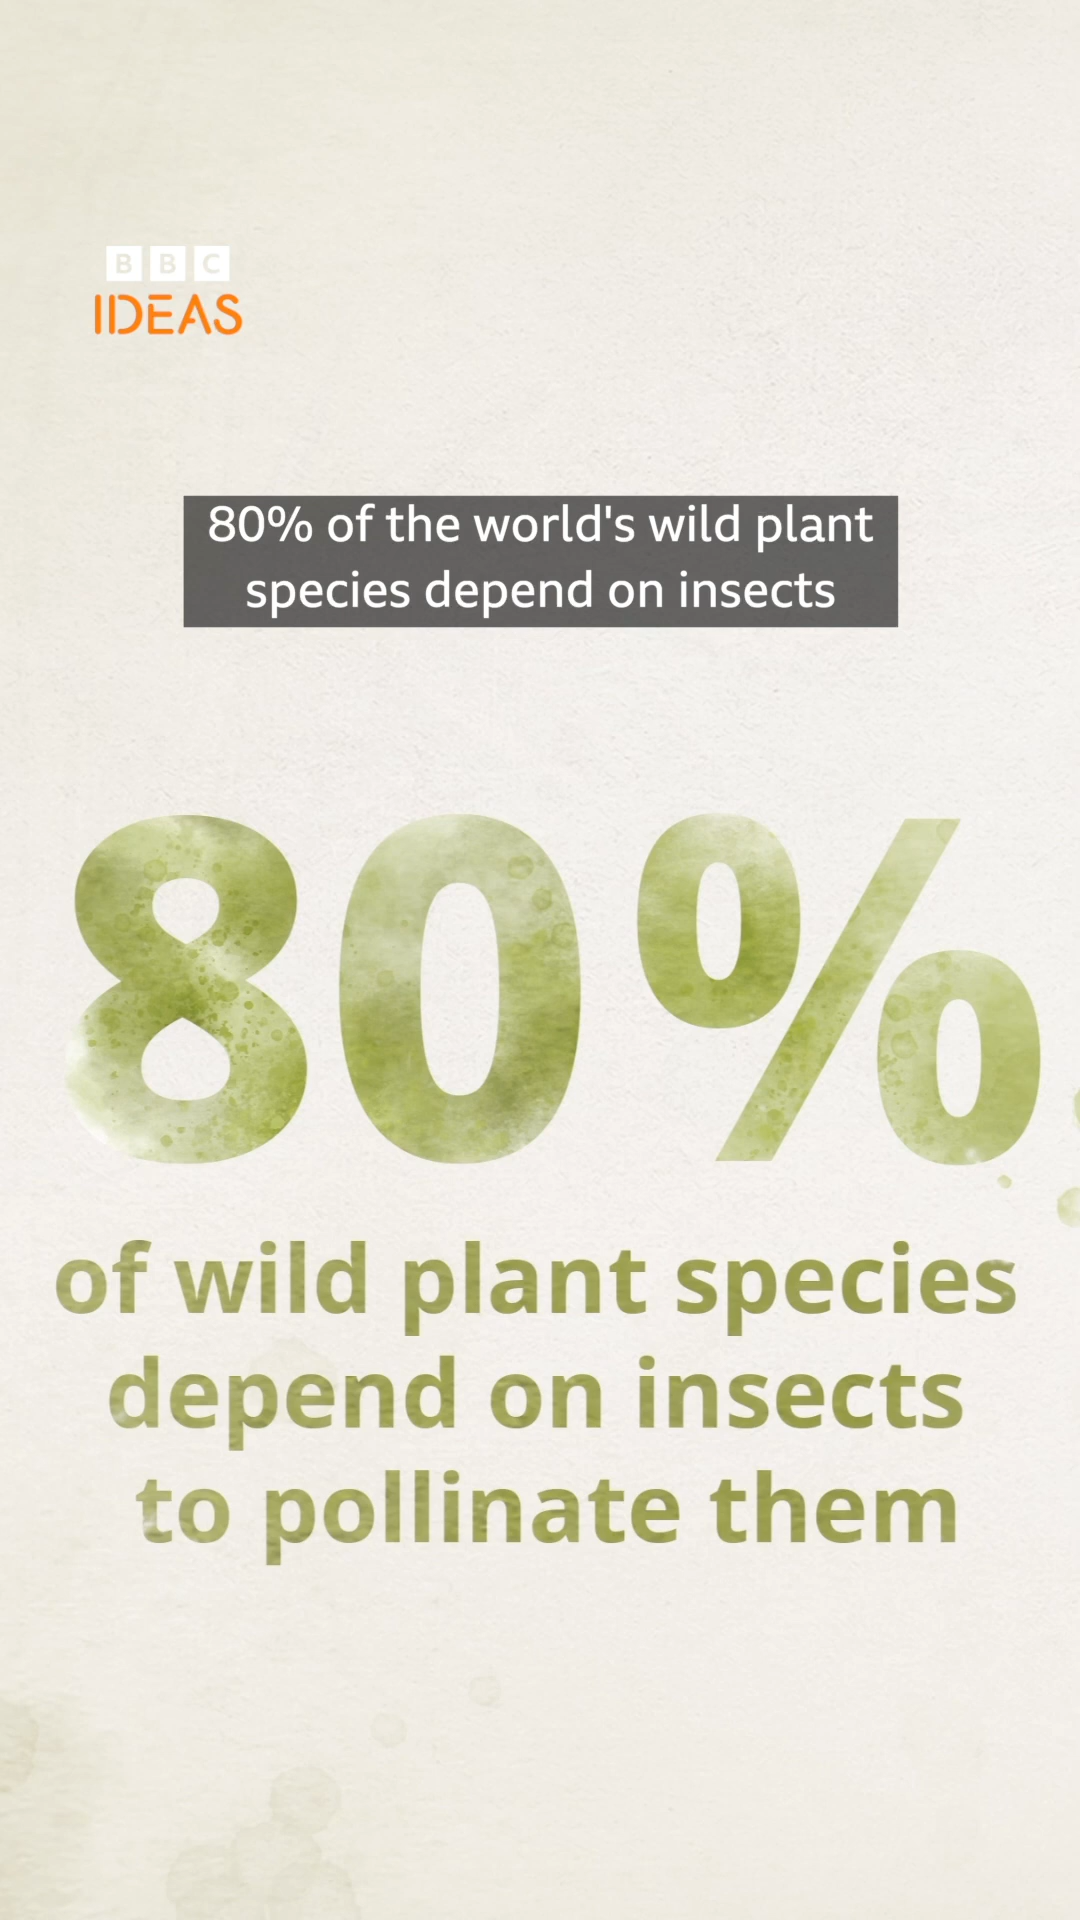 BBC
IDEAS
80% of the world's wild plant
species depend on insects
80%
of wild plant species
depend on insects
to pollinate them